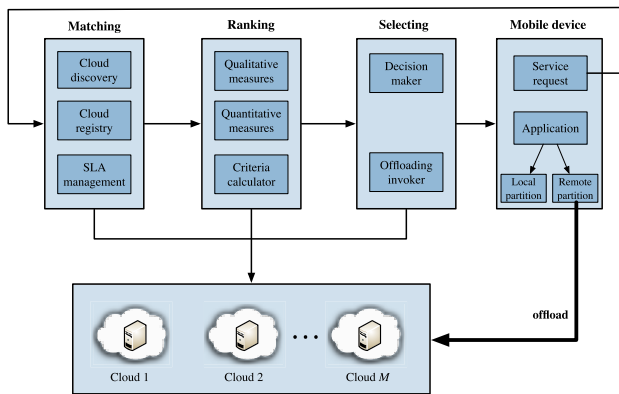 Matching
Ranking
Selecting
Mobile device
Cloud
discovery
Cloud
registry
SLA
management
Qualitative
measures
Quantitative
measures
Criteria
calculator
Decision
maker
Offloading
invoker
Service
request
Application
Local
partition
Remote
partition
offload
Cloud 1
Cloud 2
Cloud M